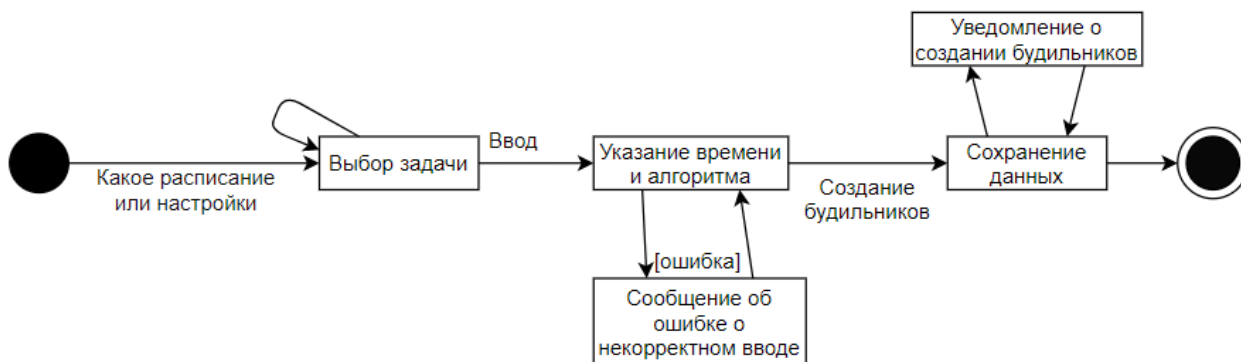 Уведомление о
создании будильников
Какое расписание
или настройки
Выбор задачи
Ввод
Указание времени
и алгоритма
Создание
будильников
Сохранение
данных
[ошибка]
Сообщение об
ошибке о
некорректном вводе